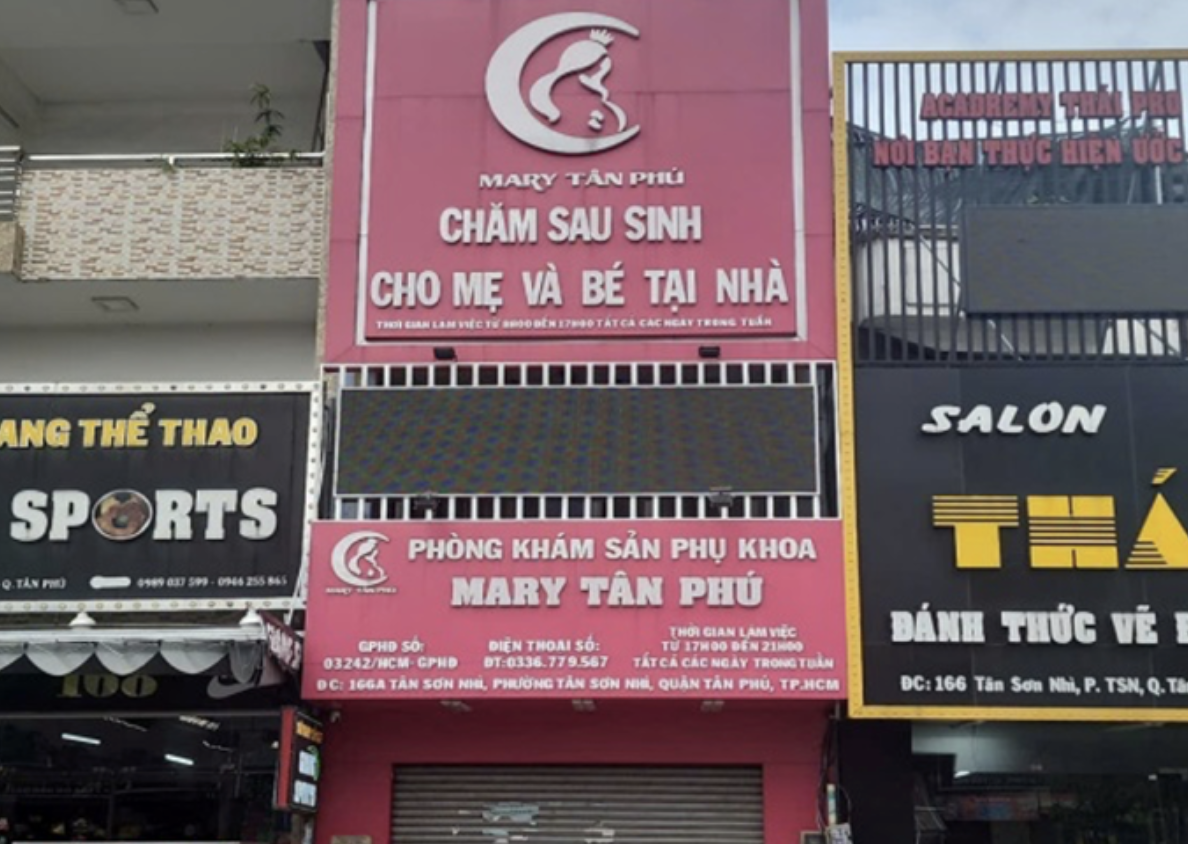 MARY TÂN PHÚ
CHĂM SAU SINH
CHO MẸ VÀ BÉ TẠI NHÀ
THỜI GIAN LÀM VIỆC TỪ 8H00 ĐẾN 17H00 TẤT CẢ CÁC NGÀY TRONG TUẦN
PHÒNG KHÁM SẢN PHỤ KHOA
MARY TÂN PHÚ
GPHĐ SỐ:
03242/HCM-GPHĐ
ĐIỆN THOẠI SỐ:
ĐT:0336.779.567
THỜI GIAN LÀM VIỆC
TỪ 17H00 ĐẾN 21H00
TẤT CẢ CÁC NGÀY TRONG TUẦN
ĐC: 166A TÂN SƠN NHÌ, PHƯỜNG TÂN SƠN NHÌ, QUẬN TÂN PHÚ, TP.HCM
ANG THỂ THAO
SPORTS
Q. TÂN PHÚ
0989 037 599 - 0946 255 865
100
ACADREMY THÁI PHU
NƠI BẠN THỰC HIỆN ƯỚC
SALON
THÁ
ĐÁNH THỨC VẼ
ĐC: 166 Tân Sơn Nhì, P. TSN, Q.Tâ